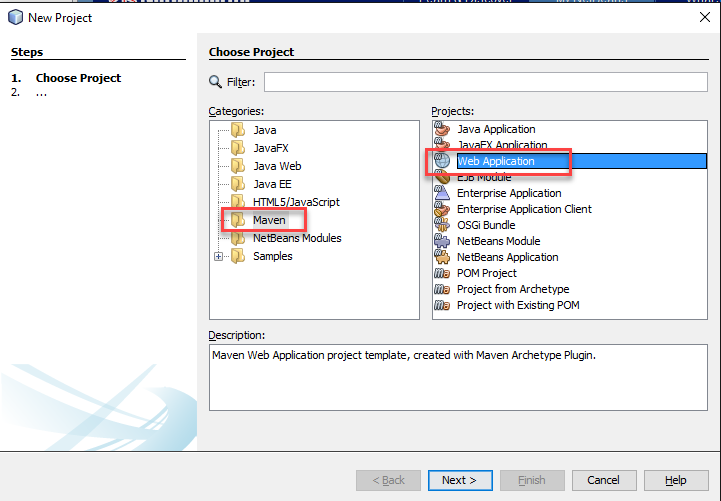 New Project
Steps
1. Choose Project
2. ...
Choose Project
Filter:
Categories:
Java
JavaFX
Java Web
Java EE
HTML5/JavaScript
Maven
NetBeans Modules
Samples
Projects:
Java Application
JavaFX Application
Web Application
EJB Module
Enterprise Application
Enterprise Application Client
OSGi Bundle
NetBeans Module
NetBeans Application
POM Project
Project from Archetype
Project with Existing POM
Description:
Maven Web Application project template, created with Maven Archetype Plugin.
< Back
Next >
Finish
Cancel
Help